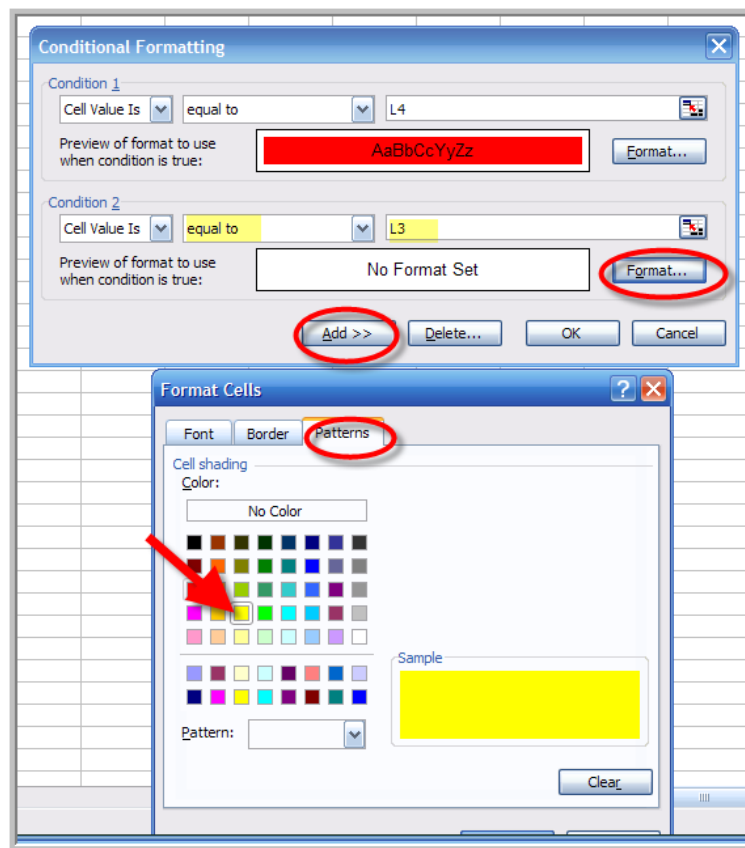 Conditional Formatting
Condition 1
Cell Value Is equal to L4
Preview of format to use
when condition is true:
AaBbCcYyZz
Format...
Condition 2
Cell Value Is equal to L3
Preview of format to use
when condition is true:
No Format Set
Format...
Add >> Delete... OK Cancel
Format Cells
Font Border Patterns
Cell shading
Color:
No Color
Sample
Pattern:
Clear